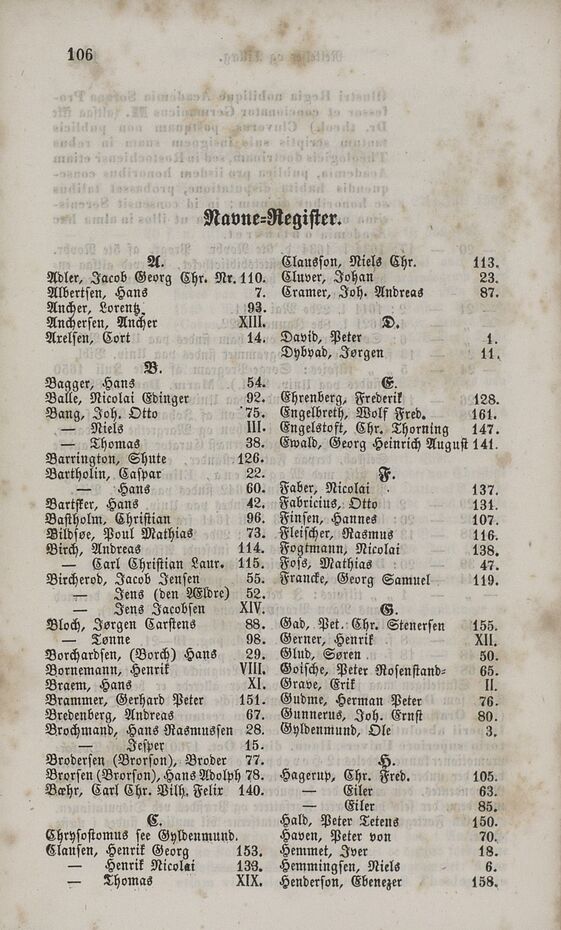 106
Navne-Register.
A.
Adler, Jacob Georg Chr. Nr. 110.
Albertsen, Hans 7.
Ancher, Lorentz 93.
Anchersen, Ancher XIII.
Axelsen, Cort 14.
B.
Bagger, Hans 54.
Balle, Nicolai Edinger 92.
Bang, Joh. Otto 75.
— Niels III.
— Thomas 38.
Barrington, Shute 126.
Bartholin, Caspar 22.
— Hans 60.
Bartsker, Hans 42.
Bastholm, Christian 96.
Bildsøe, Poul Mathias 73.
Birch, Andreas 114.
— Carl Christian Laur. 115.
Bircherod, Jacob Jensen 55.
— Jens (den Ældre) 52.
— Jens Jacobsen XIV.
Bloch, Jørgen Carstens 88.
— Tønne 98.
Borchardsen, (Borch) Hans 29.
Bornemann, Henrik VIII.
Braem, Hans XI.
Brammer, Gerhard Peter 151.
Bredenberg, Andreas 67.
Brochmand, Hans Rasmussen 28.
— Jesper 15.
Brodersen (Brorson), Broder 77.
Brorsen (Brorson), Hans Adolph 78.
Bæhr, Carl Chr. Vilh. Felix 140.
C.
Chrysostomus see Gyldenmund.
Clausen, Henrik Georg 153.
— Henrik Nicolai 133.
— Thomas XIX.
Clausson, Niels Chr. 113.
Cluver, Johan 23.
Cramer, Joh. Andreas 87.
D.
David, Peter 1.
Dybvad, Jørgen 11.
E.
Ehrenberg, Frederik 128.
Engelbreth, Wolf Fred. 161.
Engelstoft, Chr. Thorning 147.
Ewald, Georg Heinrich August 141.
F.
Faber, Nicolai 137.
Fabricius, Otto 131.
Finsen, Hannes 107.
Fleischer, Rasmus 116.
Fogtmann, Nicolai 138.
Foss, Mathias 47.
Francke, Georg Samuel 119.
G.
Gad, Pet. Chr. Stenersen 155.
Gerner, Henrik XII.
Glud, Søren 50.
Goische, Peter Rosenstand- 65.
Grave, Erik II.
Gudme, Herman Peter 76.
Gunnerus, Joh. Ernst 80.
Gyldenmund, Ole 3.
H.
Hagerup, Chr. Fred. 105.
— Eiler 63.
— Eiler 85.
Hald, Peter Tetens 150.
Haven, Peter von 70.
Hemmet, Iver 18.
Hemmingsen, Niels 6.
Henderson, Ebenezer 158.